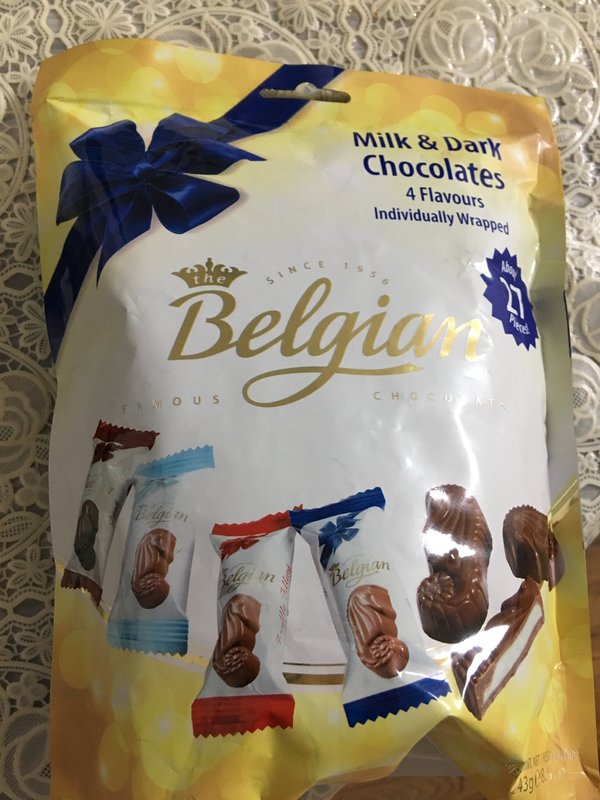 Milk & Dark
Chocolates
4 Flavours
Individually Wrapped
About
27
Pieces!
SINCE 1956
the
Belgian
FAMOUS CHOCOLATES
Belgian
Belgian
Belgian
Belgian